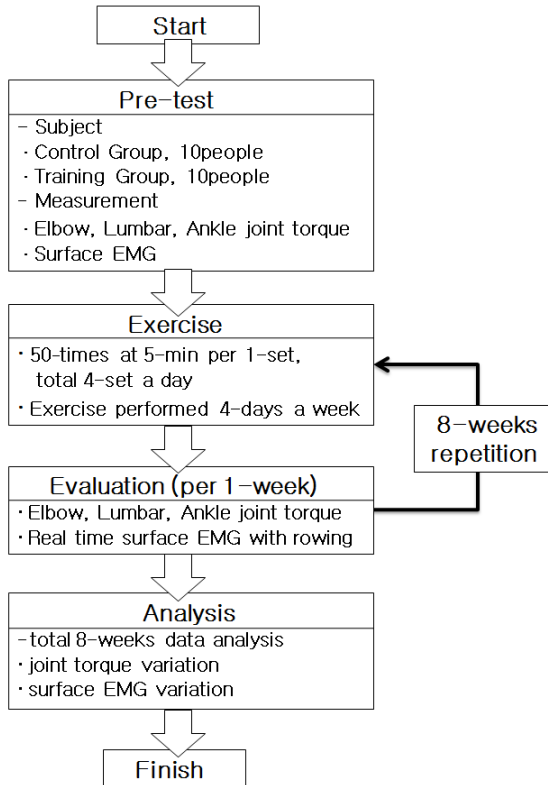 Start
Pre-test
- Subject
· Control Group, 10people
· Training Group, 10people
- Measurement
· Elbow, Lumbar, Ankle joint torque
· Surface EMG
Exercise
· 50-times at 5-min per 1-set,
total 4-set a day
· Exercise performed 4-days a week
8-weeks
repetition
Evaluation (per 1-week)
· Elbow, Lumbar, Ankle joint torque
· Real time surface EMG with rowing
Analysis
-total 8-weeks data analysis
· joint torque variation
· surface EMG variation
Finish